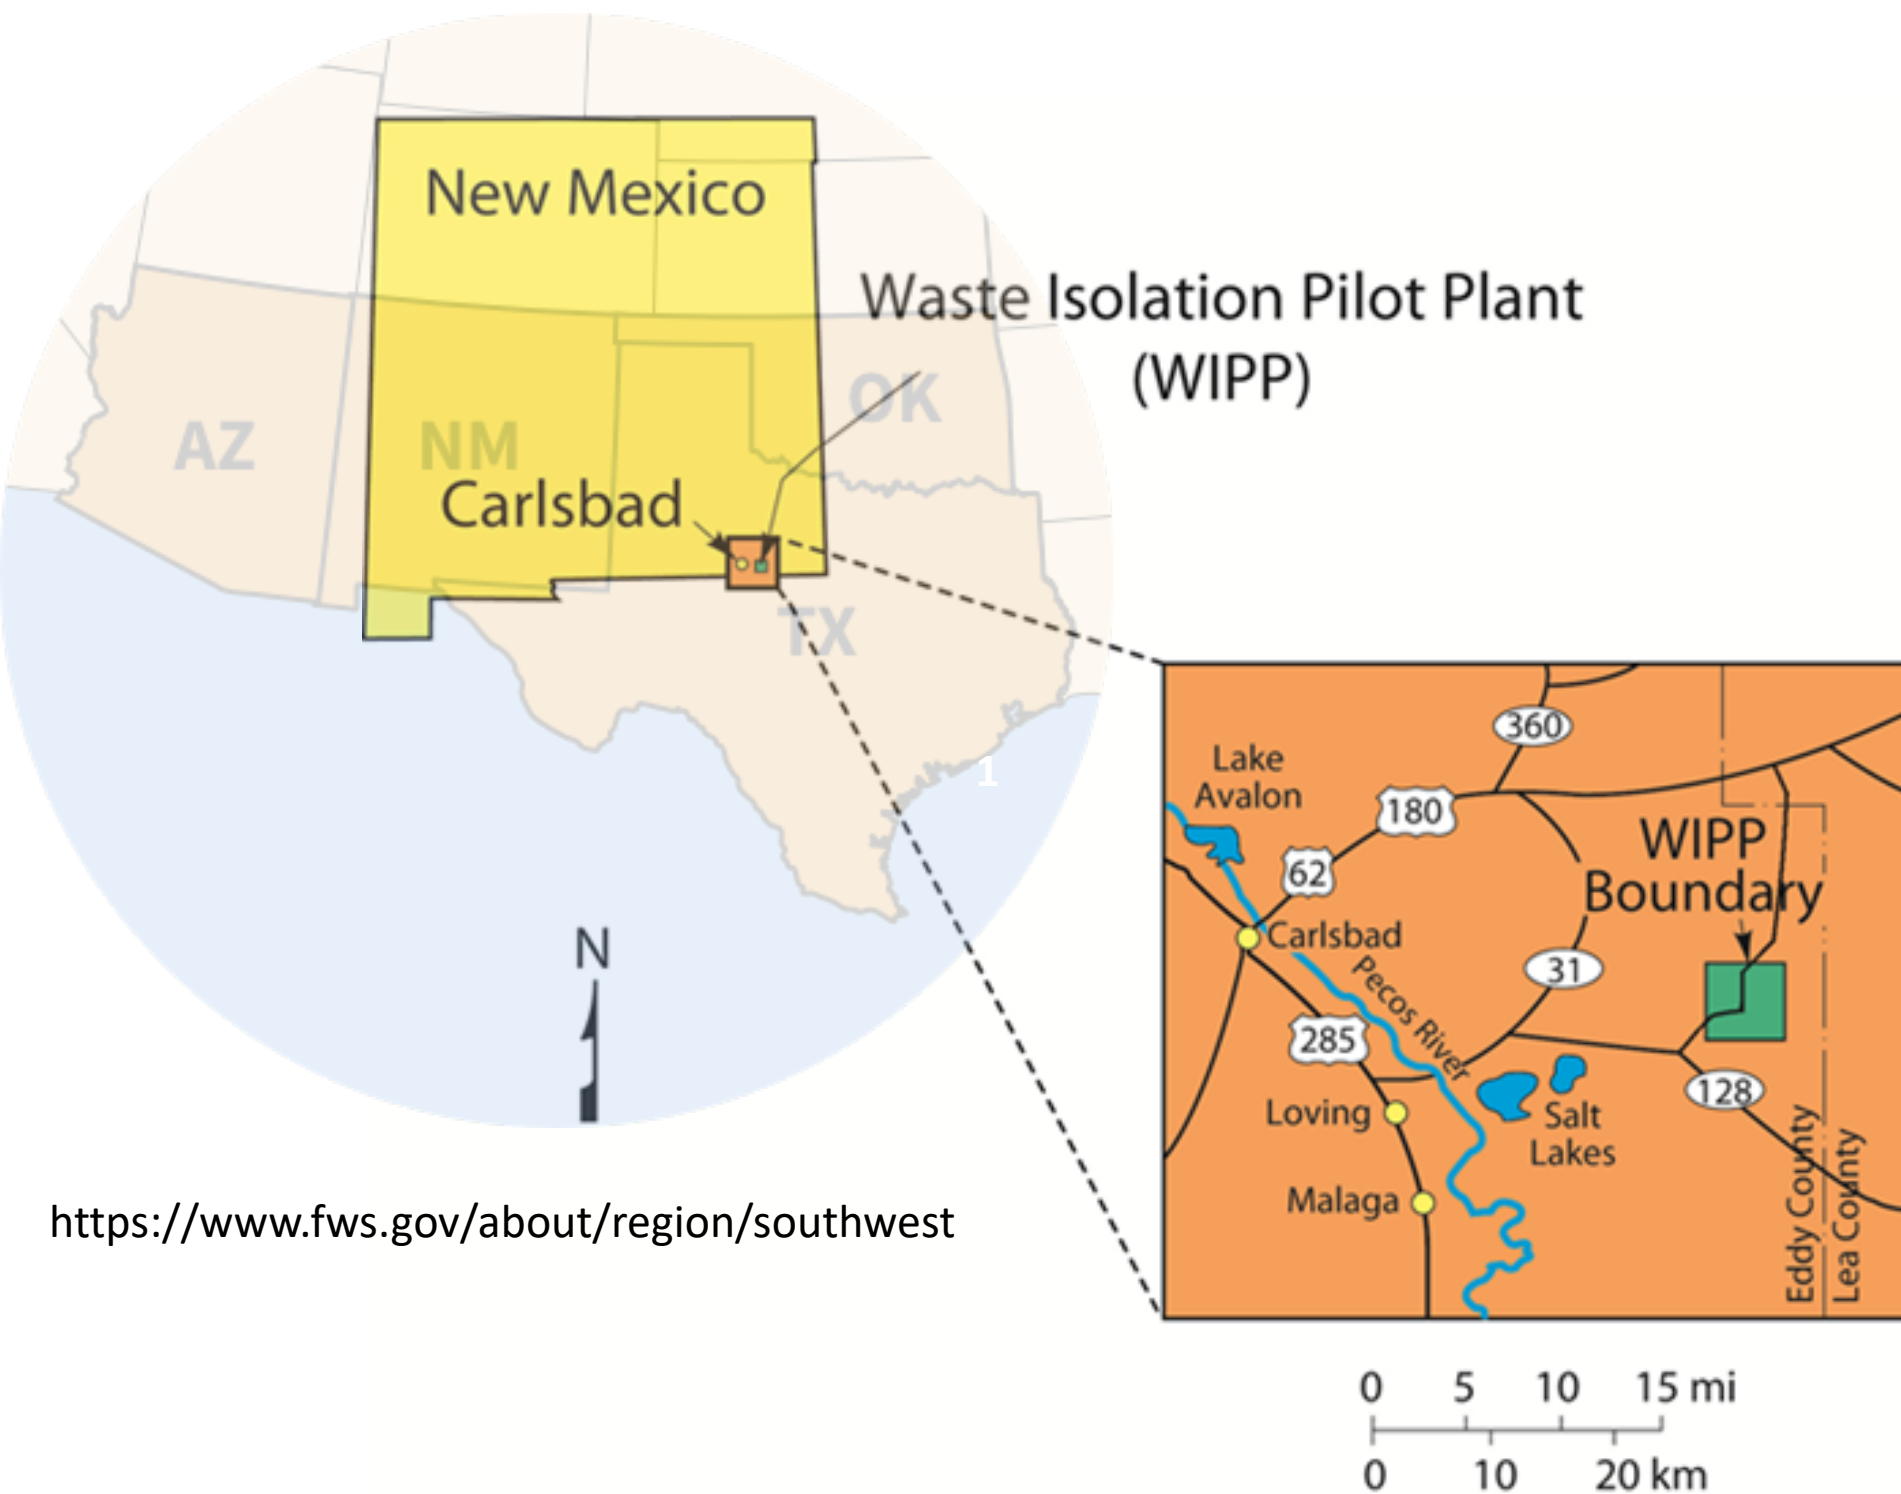 New Mexico
Waste Isolation Pilot Plant
(WIPP)
AZ
NM
OK
Carlsbad
TX
1
N
360
Lake
Avalon
180
WIPP
Boundary
62
Carlsbad
Pecos River
31
285
Loving
Salt
Lakes
128
Malaga
Eddy County
Lea County
https://www.fws.gov/about/region/southwest
0 5 10 15 mi
0 10 20 km